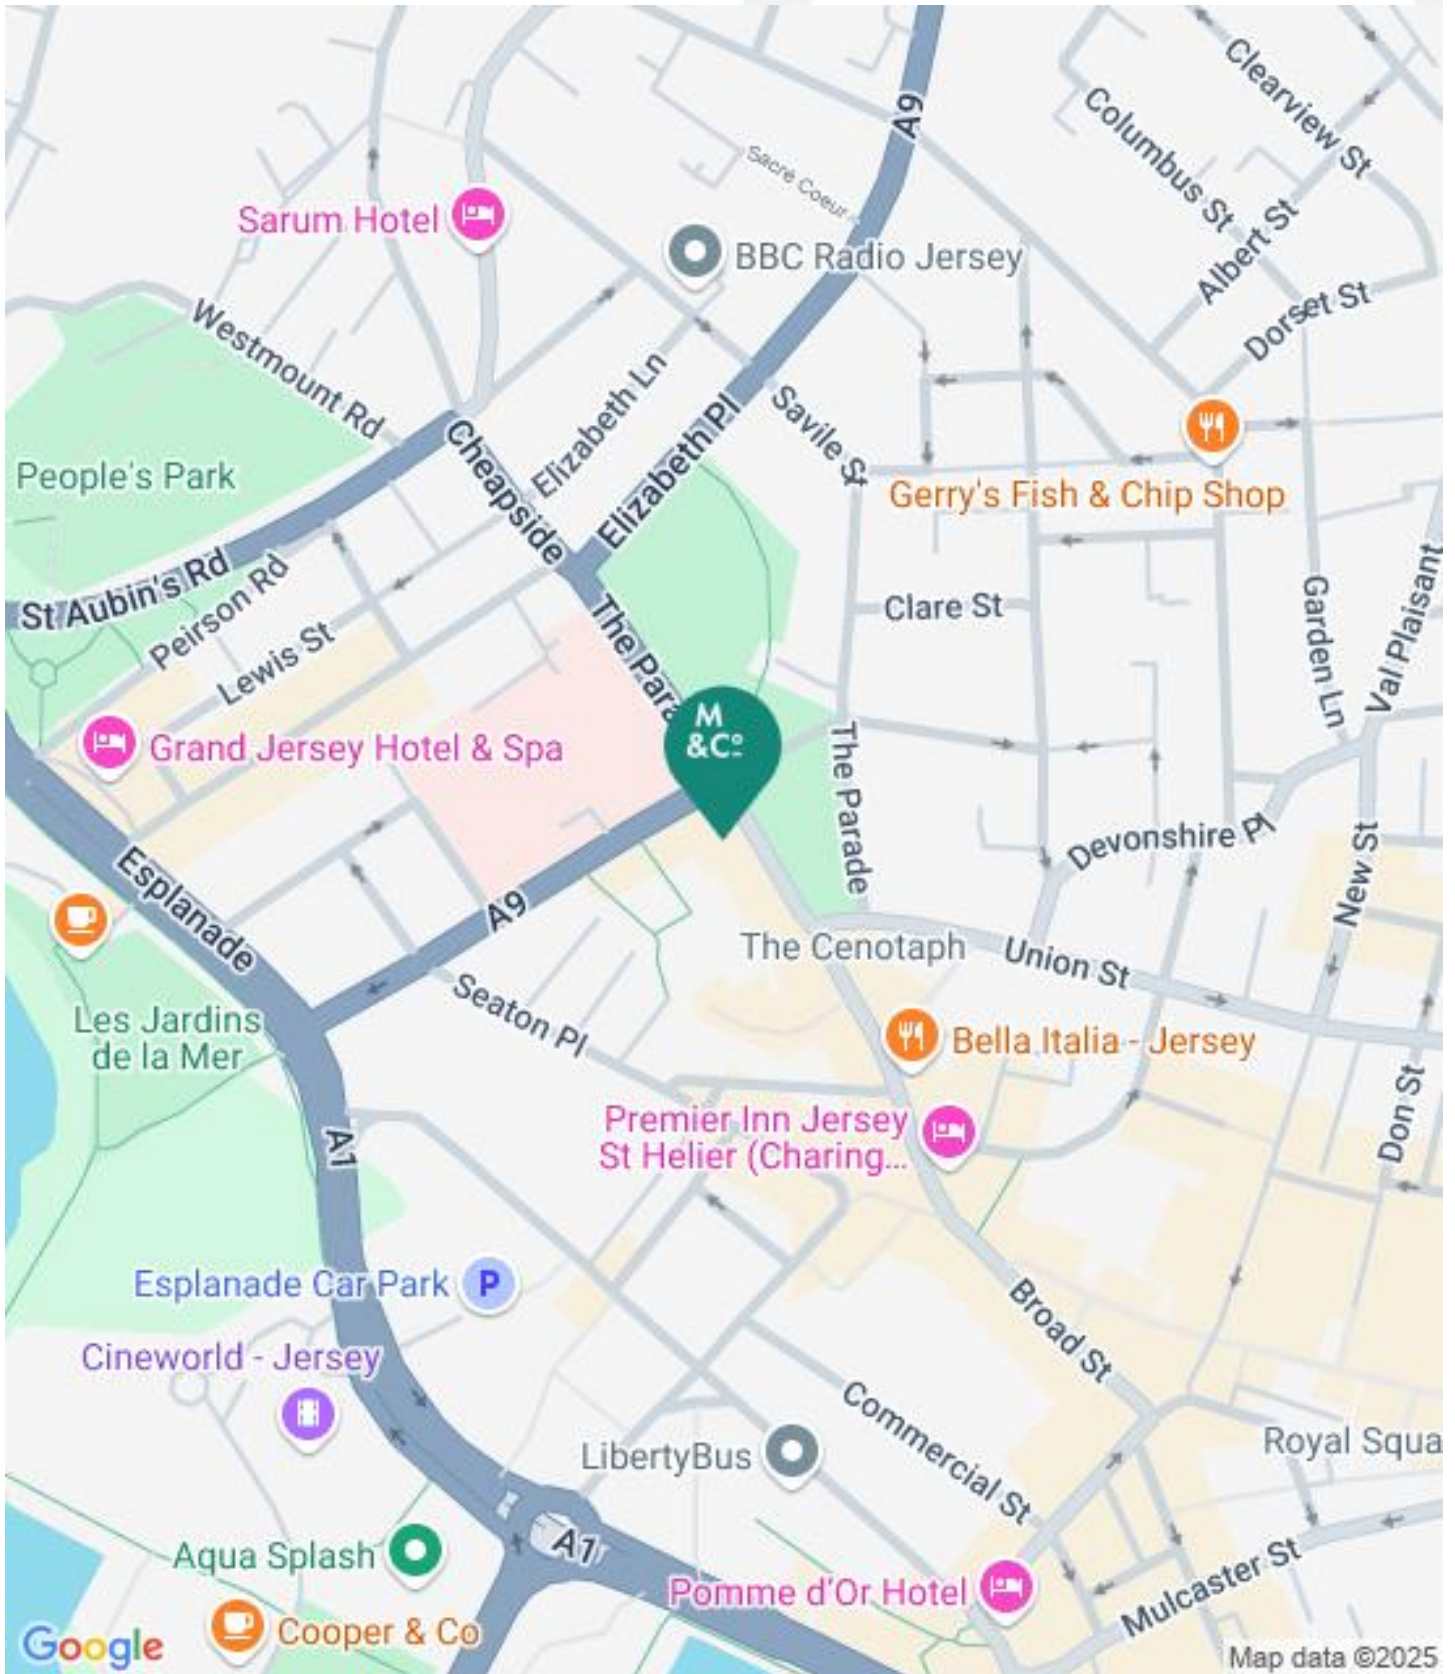 A9
Clearview St
Columbus St
Sacré Coeur
Sarum Hotel
BBC Radio Jersey
Albert St
Dorset St
Westmount Rd
Elizabeth Ln
Elizabeth Pl
Savile St
Cheapside
People's Park
Gerry's Fish & Chip Shop
St Aubin's Rd
Peirson Rd
Lewis St
The Para
Clare St
Garden Ln
Val Plaisant
M
&Co
Grand Jersey Hotel & Spa
The Parade
Devonshire Pl
New St
Esplanade
A9
The Cenotaph
Union St
Seaton Pl
Les Jardins
de la Mer
Bella Italia - Jersey
Don St
A1
Premier Inn Jersey
St Helier (Charing...
Esplanade Car Park
P
Broad St
Cineworld - Jersey
Commercial St
LibertyBus
Royal Squa
A1
Aqua Splash
Pomme d'Or Hotel
Mulcaster St
Cooper & Co
Google
Map data ©2025